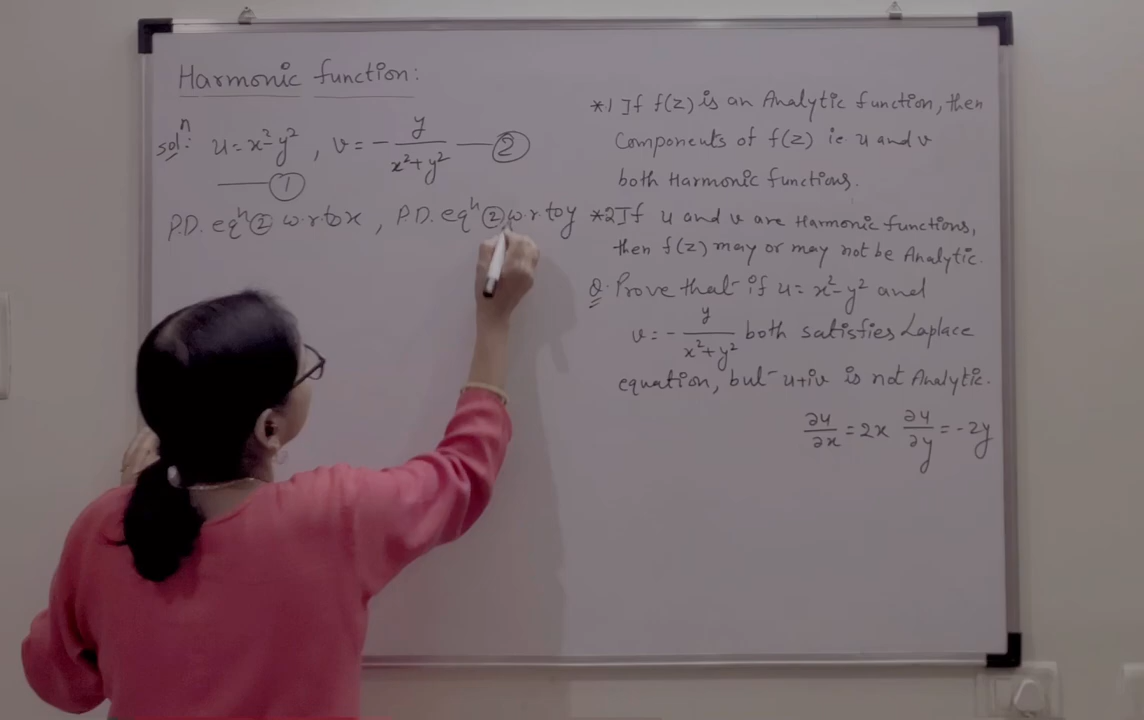 Harmonic function:
solⁿ: u = x² - y² , v = - y / (x² + y²) —— ②
—— ①
P.D. eqⁿ ② w.r to x , P.D. eqⁿ ② w.r. to y
*1 If f(z) is an Analytic function, then
Components of f(z) ie u and v
both Harmonic functions.
*2 If u and v are Harmonic functions,
then f(z) may or may not be Analytic.
Q. Prove that if u = x² - y² and
v = - y / (x² + y²) both satisfies Laplace
equation, but u+iv is not Analytic.
∂u/∂x = 2x ∂u/∂y = -2y